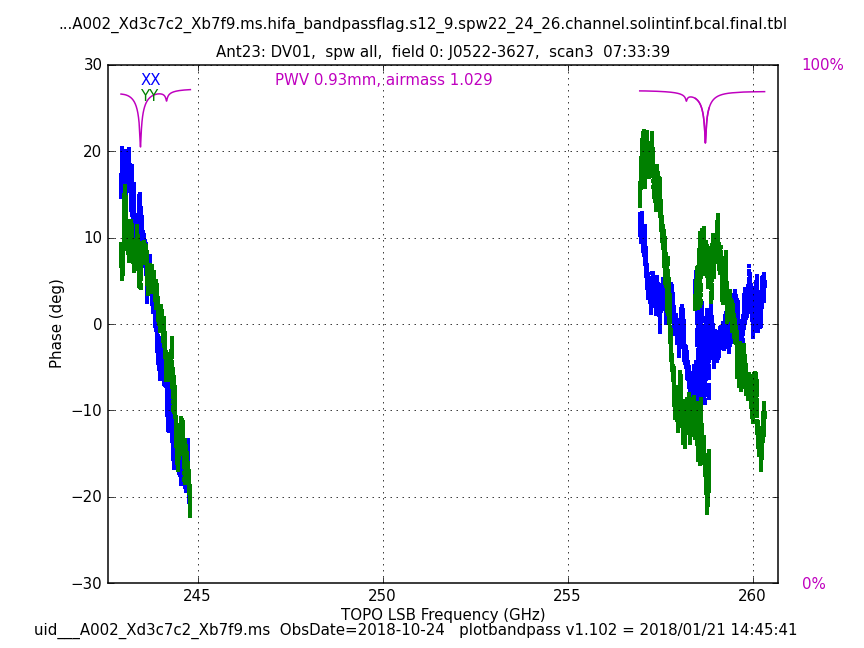 ...A002_Xd3c7c2_Xb7f9.ms.hifa_bandpassflag.s12_9.spw22_24_26.channel.solintinf.bcal.final.tbl
Ant23: DV01, spw all, field 0: J0522-3627, scan3 07:33:39
30
20
10
0
−10
−20
−30
Phase (deg)
XX
YY
PWV 0.93mm, airmass 1.029
100%
0%
245
250
255
260
TOPO LSB Frequency (GHz)
uid___A002_Xd3c7c2_Xb7f9.ms ObsDate=2018-10-24 plotbandpass v1.102 = 2018/01/21 14:45:41